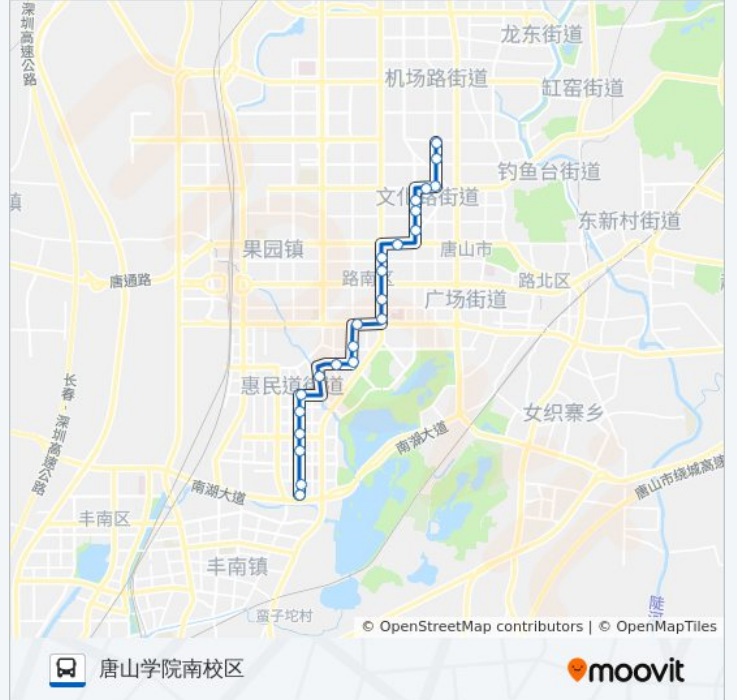 深圳高速公路
龙东街道
机场路街道
缸窑街道
钓鱼台街道
文化路街道
镇
东新村街道
果园镇
唐山市
唐通路
路南区
路北区
广场街道
惠民道街道
长春 - 深圳高速公路
女织寨乡
南湖大道
唐山市绕城高速
南湖大道
丰南区
丰南镇
陡河
蛮子坨村
© OpenStreetMap contributors | © OpenMapTiles
唐山学院南校区
moovit